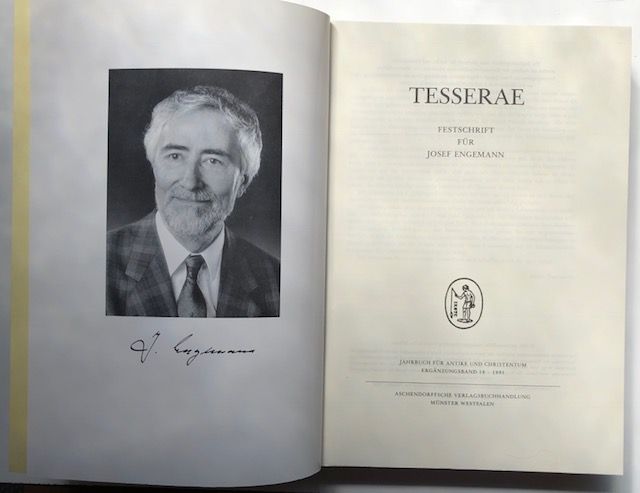 J. Engemann
TESSERAE
FESTSCHRIFT
FÜR
JOSEF ENGEMANN
JAHRBUCH FÜR ANTIKE UND CHRISTENTUM
ERGÄNZUNGSBAND 18 – 1991
ASCHENDORFFSCHE VERLAGSBUCHHANDLUNG
MÜNSTER WESTFALEN